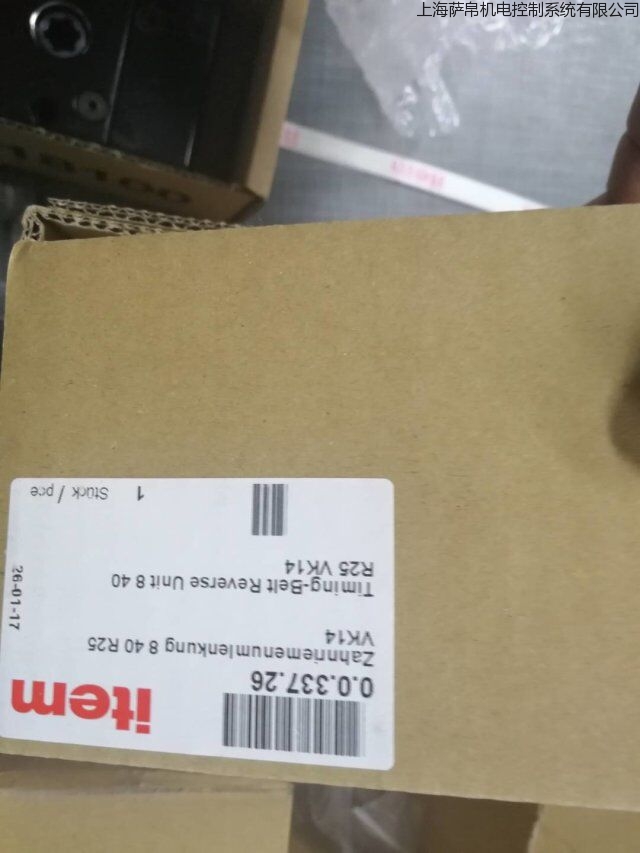 上海萨帛机电控制系统有限公司
15100
item
0.0.337.26
Zahnriemenumlenkung 8 40 R25
VK14
Timing-Belt Reverse Unit 8 40
R25 VK14
1 Stück / pce
26-01-17